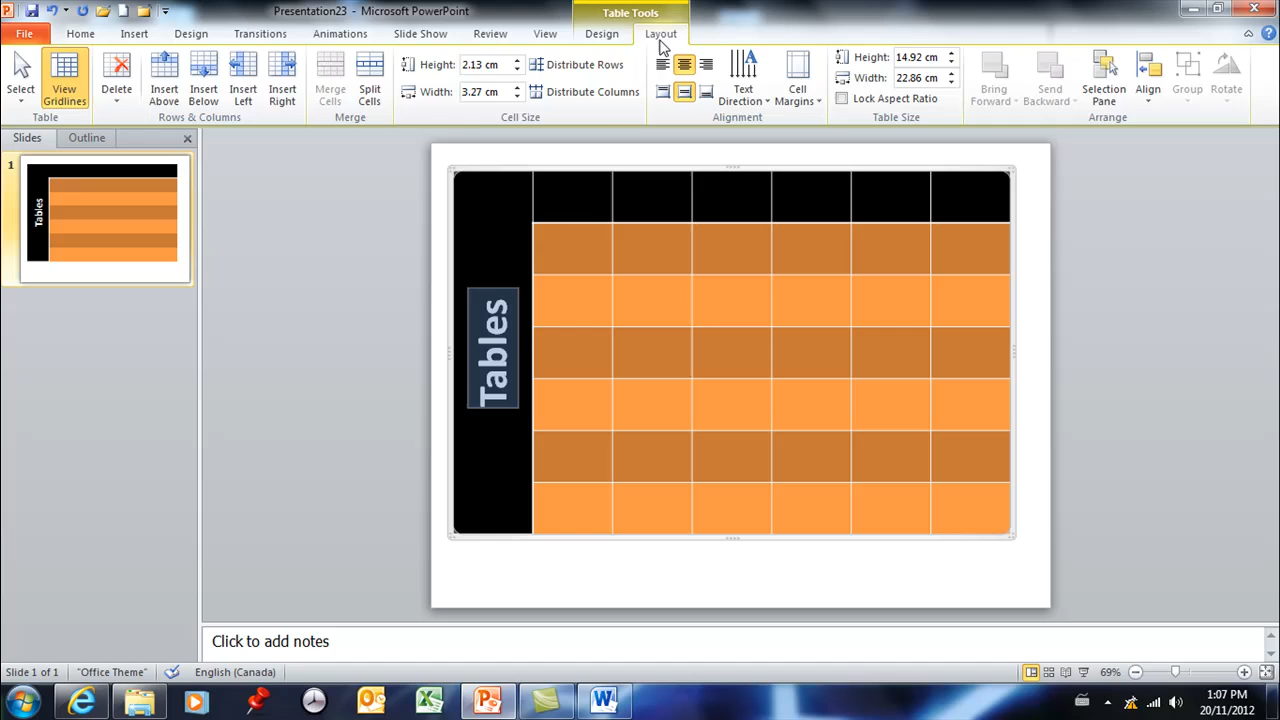 Presentation23 - Microsoft PowerPoint
Table Tools
File Home Insert Design Transitions Animations Slide Show Review View Design Layout
Select
View Gridlines
Table
Delete
Insert Above
Insert Below
Insert Left
Insert Right
Rows & Columns
Merge Cells
Split Cells
Merge
Height: 2.13 cm
Width: 3.27 cm
Distribute Rows
Distribute Columns
Cell Size
Text Direction
Cell Margins
Alignment
Height: 14.92 cm
Width: 22.86 cm
Lock Aspect Ratio
Table Size
Bring Forward
Send Backward
Selection Pane
Align
Group
Rotate
Arrange
Slides Outline
1
Tables
Tables
Click to add notes
Slide 1 of 1 "Office Theme" English (Canada) 69%
1:07 PM
20/11/2012